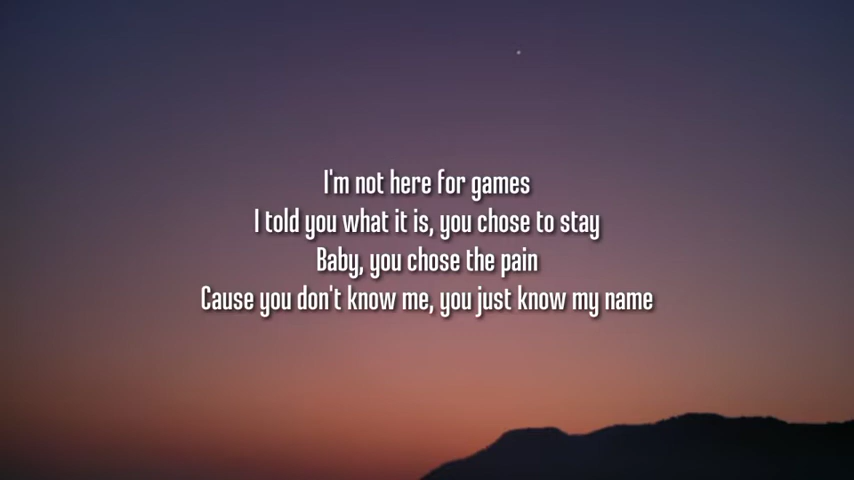 I'm not here for games
I told you what it is, you chose to stay
Baby, you chose the pain
Cause you don't know me, you just know my name